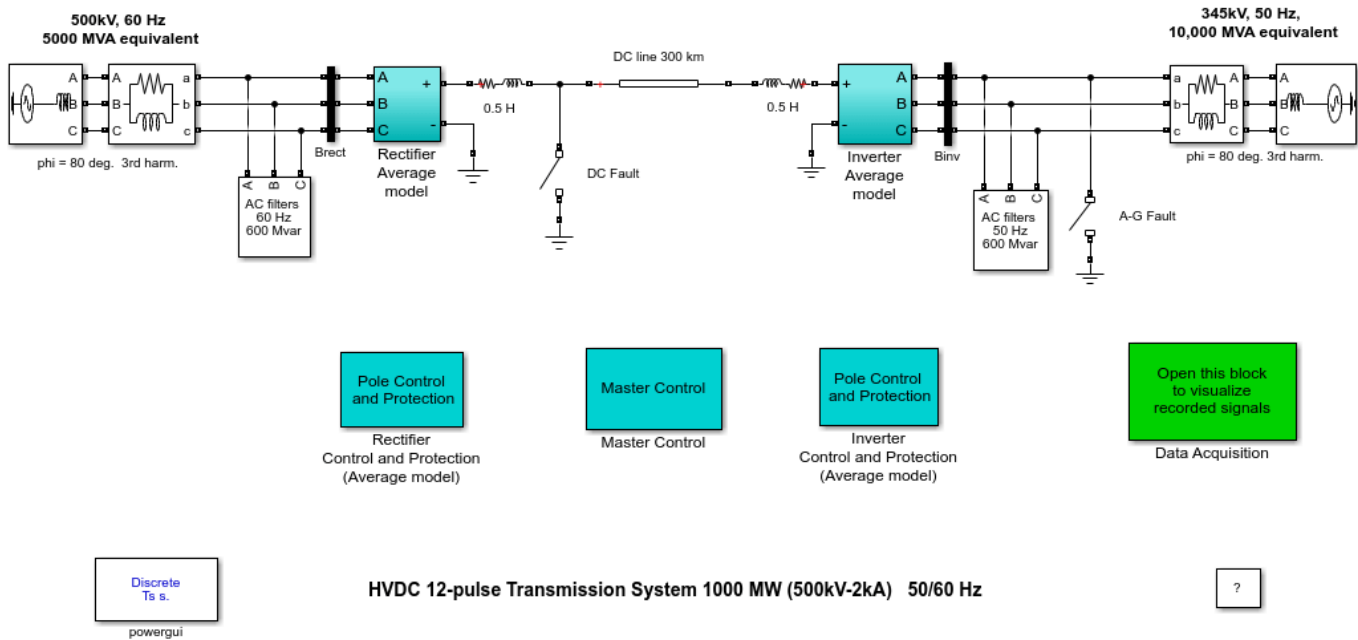 500kV, 60 Hz
5000 MVA equivalent
345kV, 50 Hz,
10,000 MVA equivalent
A
B
C
A
B
C
a
b
c
phi = 80 deg. 3rd harm.
A
B
C
AC filters
60 Hz
600 Mvar
Brect
A
B
C
+
-
Rectifier
Average
model
0.5 H
DC Fault
DC line 300 km
0.5 H
+
-
A
B
C
Inverter
Average
model
Binv
A
B
C
AC filters
50 Hz
600 Mvar
A-G Fault
a
b
c
A
B
C
A
B
C
phi = 80 deg. 3rd harm.
Pole Control
and Protection
Rectifier
Control and Protection
(Average model)
Master Control
Master Control
Pole Control
and Protection
Inverter
Control and Protection
(Average model)
Open this block
to visualize
recorded signals
Data Acquisition
Discrete
Ts s.
powergui
HVDC 12-pulse Transmission System 1000 MW (500kV-2kA) 50/60 Hz
?